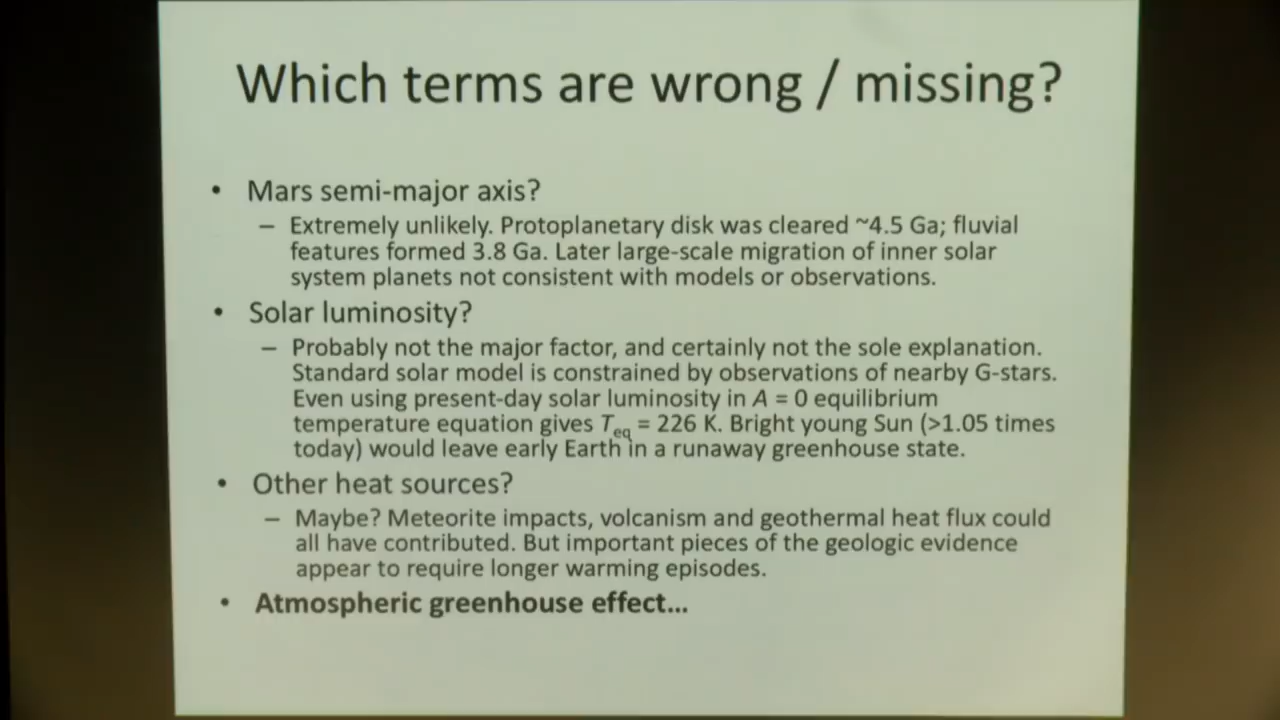 Which terms are wrong / missing?
• Mars semi-major axis?
– Extremely unlikely. Protoplanetary disk was cleared ~4.5 Ga; fluvial
features formed 3.8 Ga. Later large-scale migration of inner solar
system planets not consistent with models or observations.
• Solar luminosity?
– Probably not the major factor, and certainly not the sole explanation.
Standard solar model is constrained by observations of nearby G-stars.
Even using present-day solar luminosity in A = 0 equilibrium
temperature equation gives Teq = 226 K. Bright young Sun (>1.05 times
today) would leave early Earth in a runaway greenhouse state.
• Other heat sources?
– Maybe? Meteorite impacts, volcanism and geothermal heat flux could
all have contributed. But important pieces of the geologic evidence
appear to require longer warming episodes.
• Atmospheric greenhouse effect...